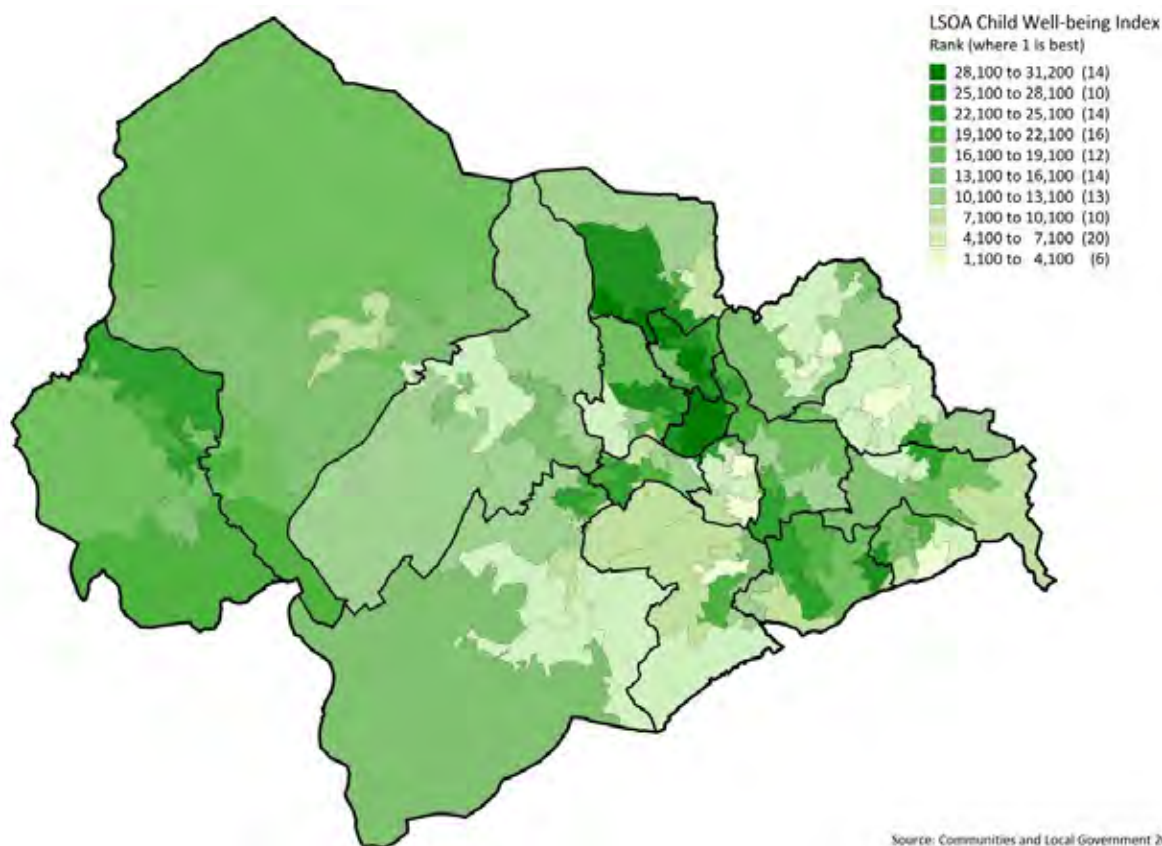 LSOA Child Well-being Index
Rank (where 1 is best)
28,100 to 31,200 (14)
25,100 to 28,100 (10)
22,100 to 25,100 (14)
19,100 to 22,100 (16)
16,100 to 19,100 (12)
13,100 to 16,100 (14)
10,100 to 13,100 (13)
7,100 to 10,100 (10)
4,100 to 7,100 (20)
1,100 to 4,100 (6)
Source: Communities and Local Government 2